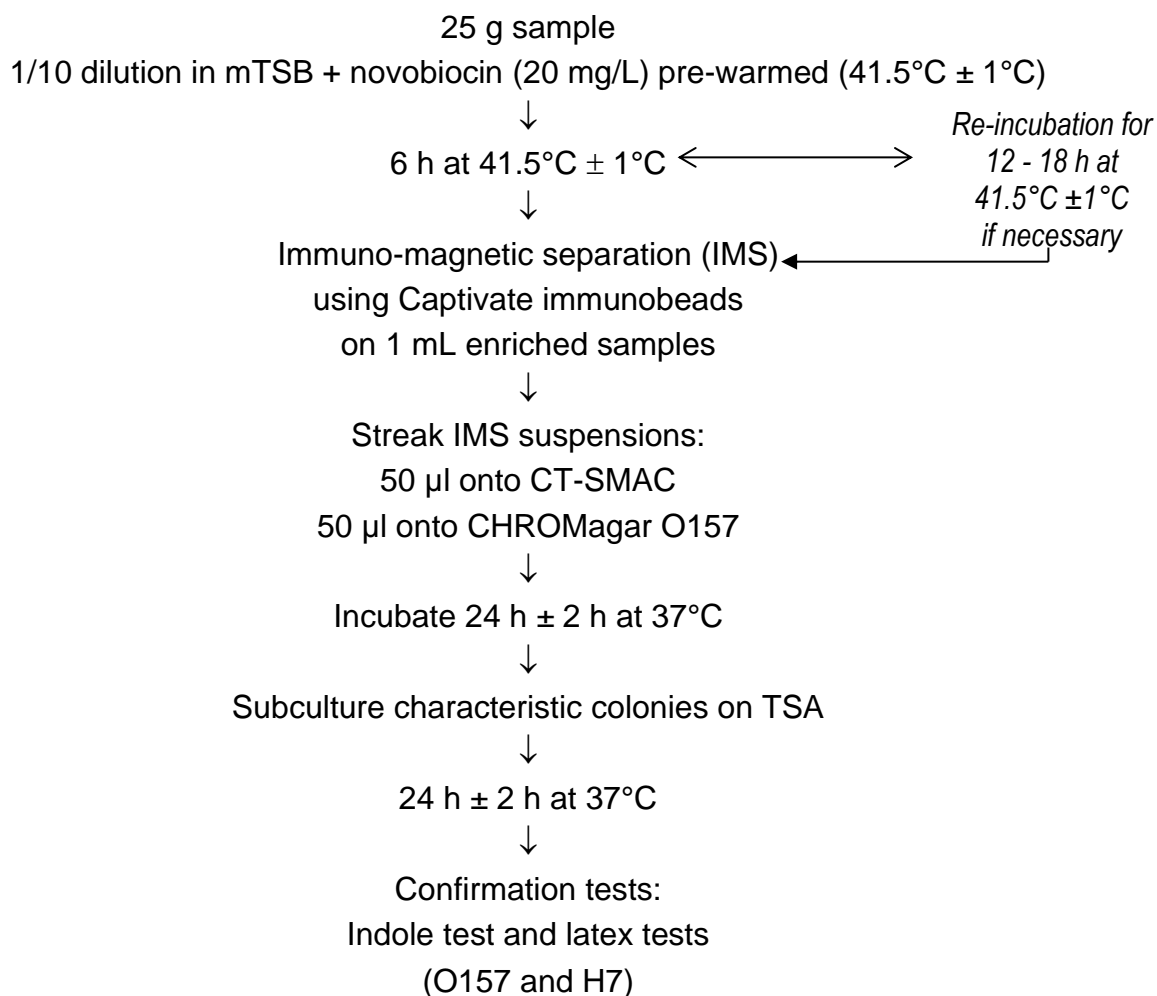 25 g sample
1/10 dilution in mTSB + novobiocin (20 mg/L) pre-warmed (41.5°C ± 1°C)
↓
6 h at 41.5°C ± 1°C
Re-incubation for
12 - 18 h at
41.5°C ±1°C
if necessary
↓
Immuno-magnetic separation (IMS)
using Captivate immunobeads
on 1 mL enriched samples
↓
Streak IMS suspensions:
50 µl onto CT-SMAC
50 µl onto CHROMagar O157
↓
Incubate 24 h ± 2 h at 37°C
↓
Subculture characteristic colonies on TSA
↓
24 h ± 2 h at 37°C
↓
Confirmation tests:
Indole test and latex tests
(O157 and H7)